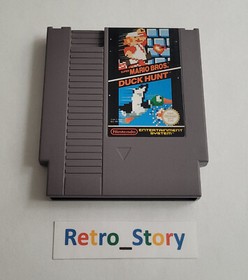 SUPER
MARIO BROS.
DUCK HUNT
Nintendo
ENTERTAINMENT
SYSTEM
Retro_Story